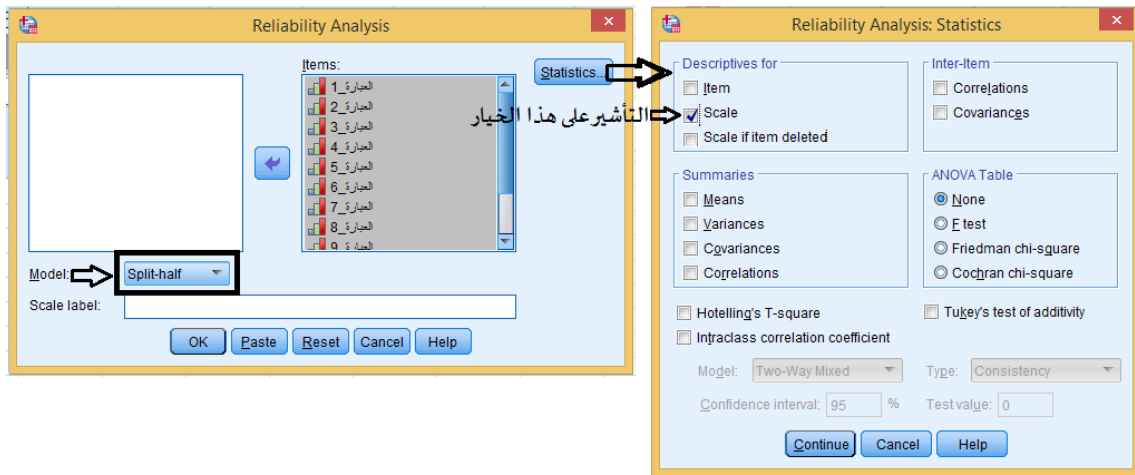 Reliability Analysis
Items:
العبارة_1
العبارة_2
العبارة_3
العبارة_4
العبارة_5
العبارة_6
العبارة_7
العبارة_8
العبارة_9
Statistics...
Model:
Split-half
Scale label:
OK Paste Reset Cancel Help
التأشير على هذا الخيار
Reliability Analysis: Statistics
Descriptives for
Item
Scale
Scale if item deleted
Inter-Item
Correlations
Covariances
Summaries
Means
Variances
Covariances
Correlations
ANOVA Table
None
F test
Friedman chi-square
Cochran chi-square
Hotelling's T-square
Tukey's test of additivity
Intraclass correlation coefficient
Model: Two-Way Mixed Type: Consistency
Confidence interval: 95 % Test value: 0
Continue Cancel Help